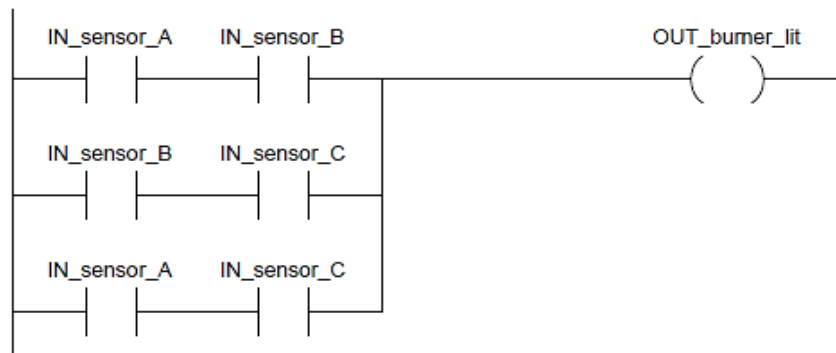 IN_sensor_A IN_sensor_B OUT_burner_lit
IN_sensor_B IN_sensor_C
IN_sensor_A IN_sensor_C